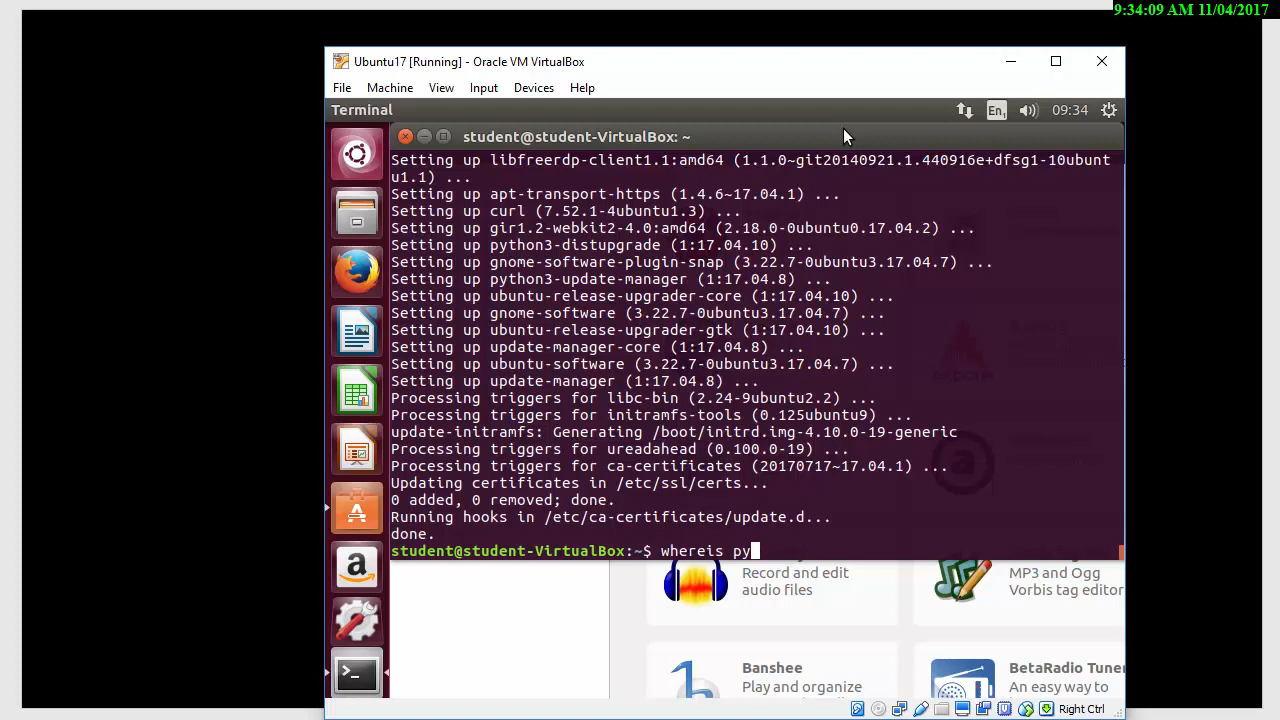 9:34:09 AM 11/04/2017
Ubuntu17 [Running] - Oracle VM VirtualBox
File Machine View Input Devices Help
Terminal En1 09:34
student@student-VirtualBox: ~
Setting up libfreerdp-client1.1:amd64 (1.1.0~git20140921.1.440916e+dfsg1-10ubunt
u1.1) ...
Setting up apt-transport-https (1.4.6~17.04.1) ...
Setting up curl (7.52.1-4ubuntu1.3) ...
Setting up gir1.2-webkit2-4.0:amd64 (2.18.0-0ubuntu0.17.04.2) ...
Setting up python3-distupgrade (1:17.04.10) ...
Setting up gnome-software-plugin-snap (3.22.7-0ubuntu3.17.04.7) ...
Setting up python3-update-manager (1:17.04.8) ...
Setting up ubuntu-release-upgrader-core (1:17.04.10) ...
Setting up gnome-software (3.22.7-0ubuntu3.17.04.7) ...
Setting up ubuntu-release-upgrader-gtk (1:17.04.10) ...
Setting up update-manager-core (1:17.04.8) ...
Setting up ubuntu-software (3.22.7-0ubuntu3.17.04.7) ...
Setting up update-manager (1:17.04.8) ...
Processing triggers for libc-bin (2.24-9ubuntu2.2) ...
Processing triggers for initramfs-tools (0.125ubuntu9) ...
update-initramfs: Generating /boot/initrd.img-4.10.0-19-generic
Processing triggers for ureadahead (0.100.0-19) ...
Processing triggers for ca-certificates (20170717~17.04.1) ...
Updating certificates in /etc/ssl/certs...
0 added, 0 removed; done.
Running hooks in /etc/ca-certificates/update.d...
done.
student@student-VirtualBox:~$ whereis py
Record and edit
audio files
MP3 and Ogg
Vorbis tag editor
Banshee
Play and organize
BetaRadio Tuner
An easy way to
Right Ctrl